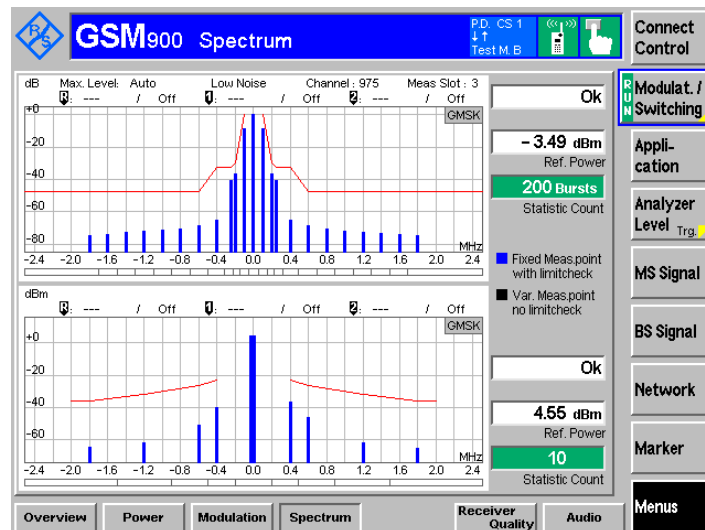 R&S
GSM900 Spectrum
P.D. CS 1
↓↑
Test M. B
Connect Control
dB Max. Level: Auto Low Noise Channel : 975 Meas Slot : 3
R: --- / Off 1: --- / Off 2: --- / Off
GMSK
+0
-20
-40
-60
-80
MHz
-2.4 -2.0 -1.6 -1.2 -0.8 -0.4 0.0 0.4 0.8 1.2 1.6 2.0 2.4
Ok
- 3.49 dBm
Ref. Power
200 Bursts
Statistic Count
Fixed Meas.point
with limitcheck
Var. Meas.point
no limitcheck
dBm
R: --- / Off 1: --- / Off 2: --- / Off
GMSK
+0
-20
-40
-60
MHz
-2.4 -2.0 -1.6 -1.2 -0.8 -0.4 0.0 0.4 0.8 1.2 1.6 2.0 2.4
Ok
4.55 dBm
Ref. Power
10
Statistic Count
RUN
Modulat. /
Switching
Appli-
cation
Analyzer
Level Trg.
MS Signal
BS Signal
Network
Marker
Menus
Overview Power Modulation Spectrum Receiver
Quality Audio